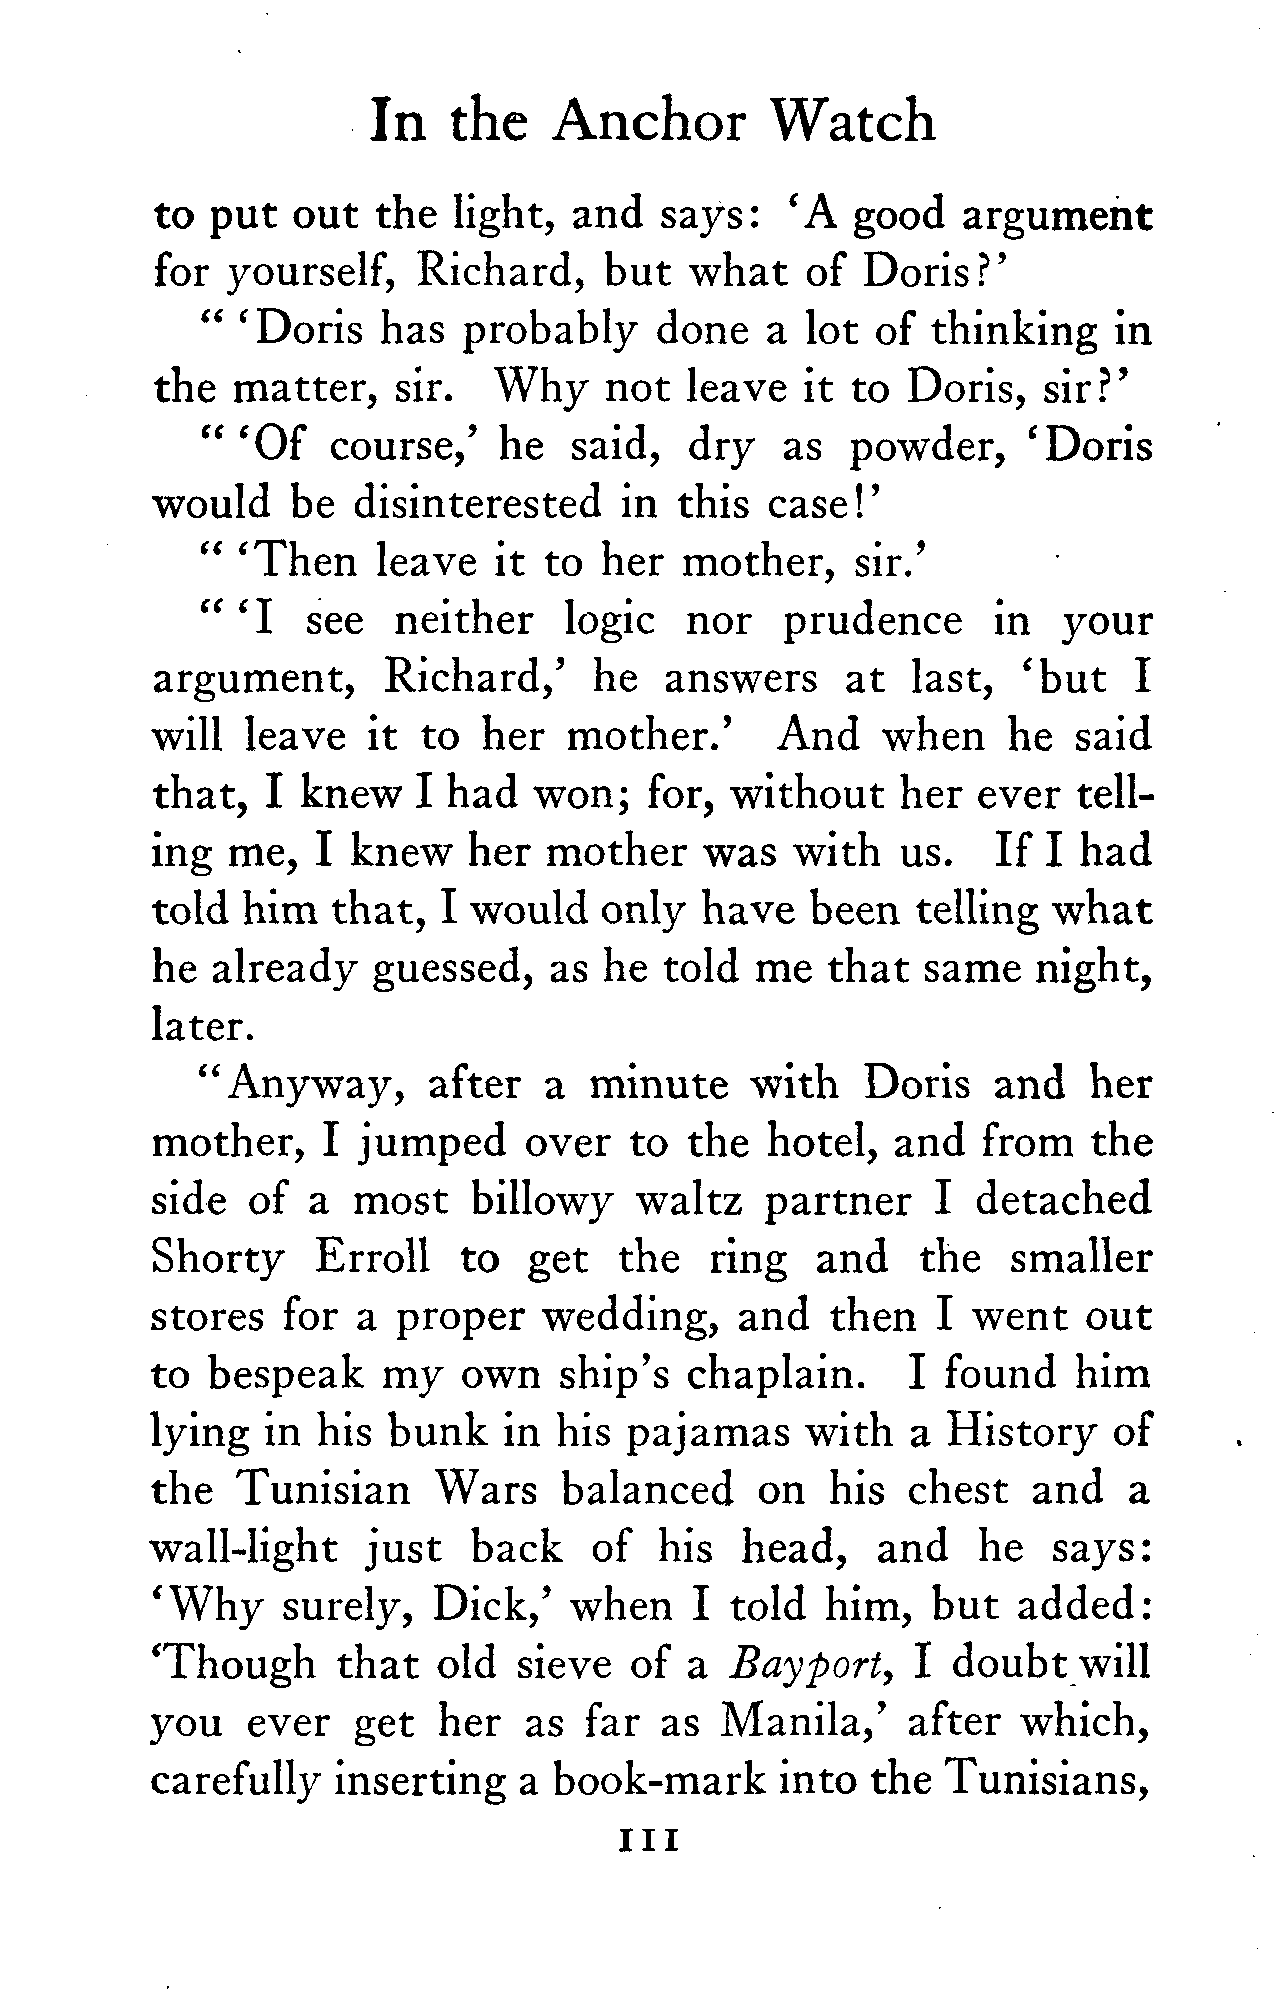 In the Anchor Watch
to put out the light, and says: ‘A good argument
for yourself, Richard, but what of Doris?’
“ ‘Doris has probably done a lot of thinking in
the matter, sir. Why not leave it to Doris, sir?’
“ ‘Of course,’ he said, dry as powder, ‘Doris
would be disinterested in this case!’
“ ‘Then leave it to her mother, sir.’
“ ‘I see neither logic nor prudence in your
argument, Richard,’ he answers at last, ‘but I
will leave it to her mother.’ And when he said
that, I knew I had won; for, without her ever tell-
ing me, I knew her mother was with us. If I had
told him that, I would only have been telling what
he already guessed, as he told me that same night,
later.
“Anyway, after a minute with Doris and her
mother, I jumped over to the hotel, and from the
side of a most billowy waltz partner I detached
Shorty Erroll to get the ring and the smaller
stores for a proper wedding, and then I went out
to bespeak my own ship’s chaplain. I found him
lying in his bunk in his pajamas with a History of
the Tunisian Wars balanced on his chest and a
wall-light just back of his head, and he says:
‘Why surely, Dick,’ when I told him, but added:
‘Though that old sieve of a Bayport, I doubt will
you ever get her as far as Manila,’ after which,
carefully inserting a book-mark into the Tunisians,
111